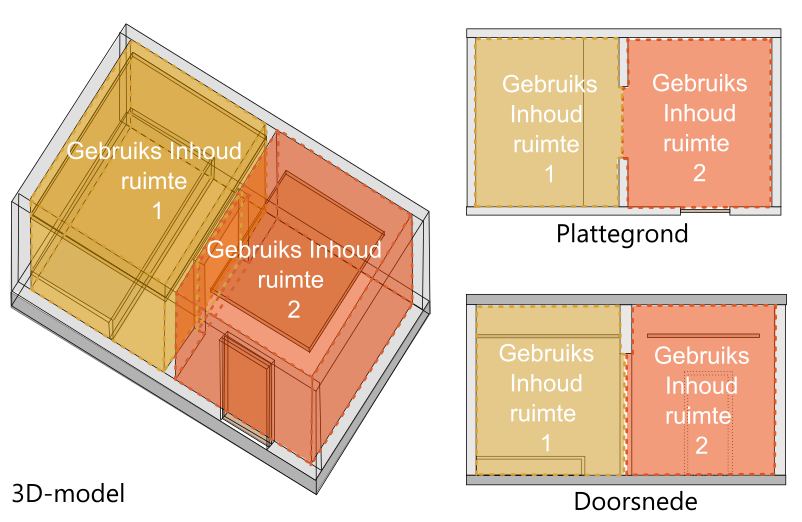 Gebruiks Inhoud
ruimte
1
Gebruiks Inhoud
ruimte
2
3D-model
Gebruiks
Inhoud
ruimte
1
Gebruiks
Inhoud
ruimte
2
Plattegrond
Gebruiks
Inhoud
ruimte
1
Gebruiks
Inhoud
ruimte
2
Doorsnede